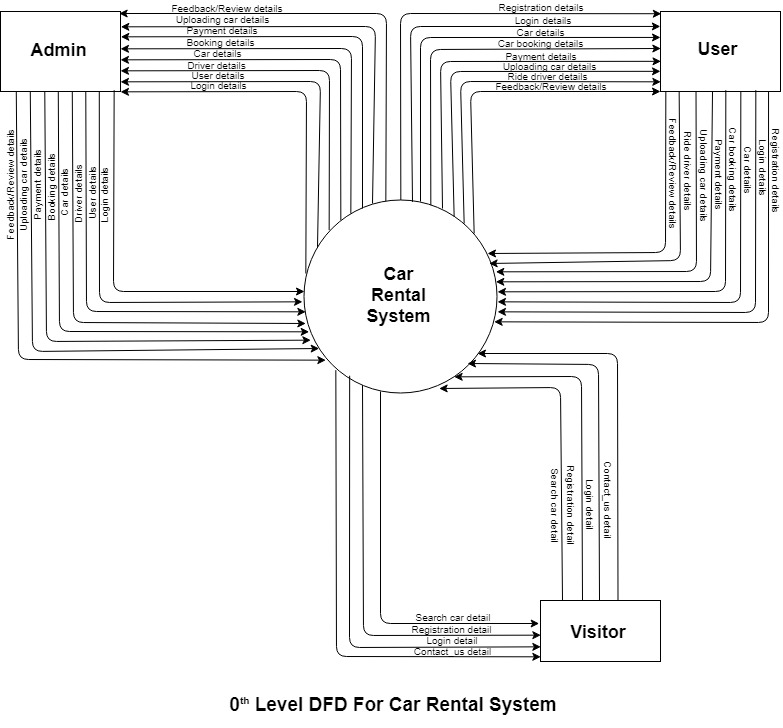 Feedback/Review details
Uploading car details
Payment details
Booking details
Car details
Driver details
User details
Login details
Admin
Registration details
Login details
Car details
Car booking details
Payment details
Uploading car details
Ride driver details
Feedback/Review details
User
Feedback/Review details
Uploading car details
Payment details
Booking details
Car details
Driver details
User details
Login details
Feedback/Review details
Ride driver details
Uploading car details
Payment details
Car booking details
Car details
Login details
Registration details
Car
Rental
System
Search car detail
Registration detail
Login detail
Contact_us detail
Search car detail
Registration detail
Login detail
Contact_us detail
Visitor
0th Level DFD For Car Rental System